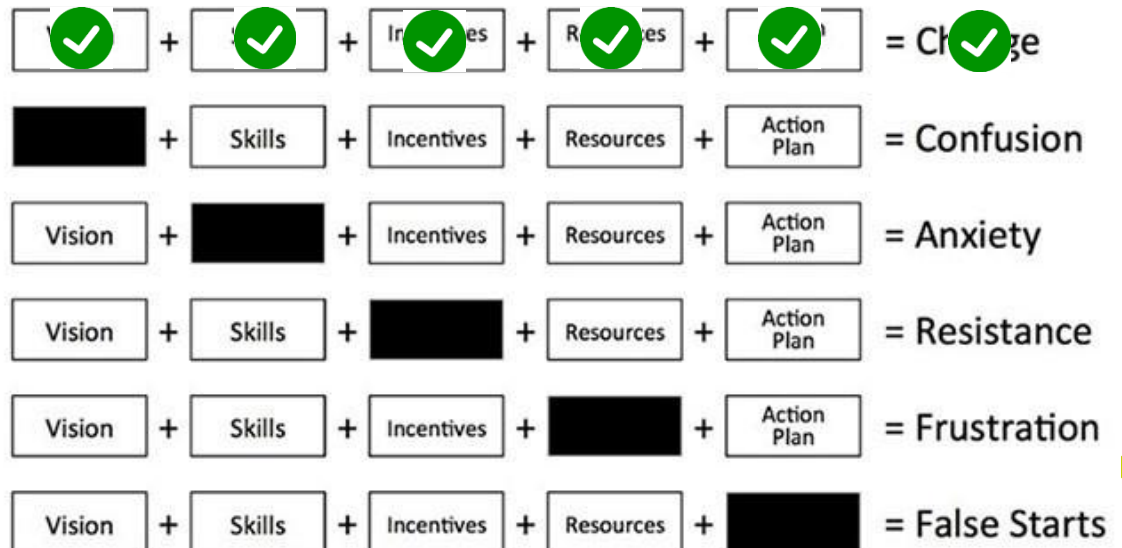 + + + + =
+ Skills + Incentives + Resources + Action Plan = Confusion
Vision + + Incentives + Resources + Action Plan = Anxiety
Vision + Skills + + Resources + Action Plan = Resistance
Vision + Skills + Incentives + + Action Plan = Frustration
Vision + Skills + Incentives + Resources + = False Starts